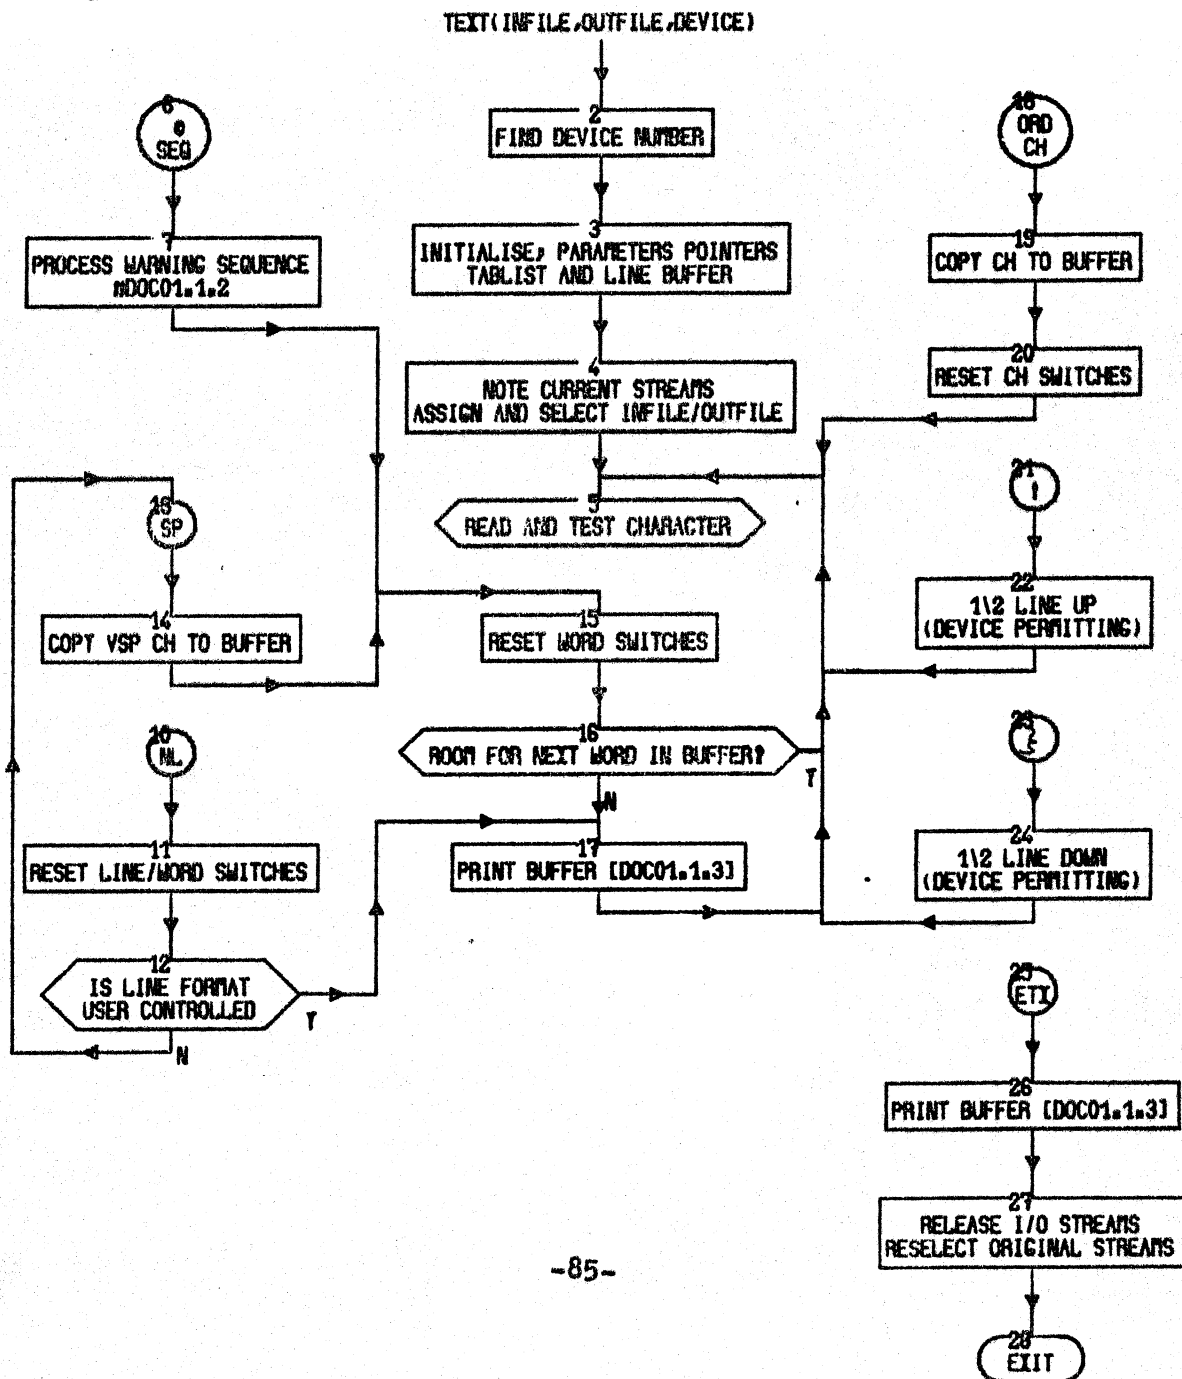 TEXT(INFILE,OUTFILE,DEVICE)
2
FIND DEVICE NUMBER
3
INITIALISE, PARAMETERS POINTERS
TABLIST AND LINE BUFFER
4
NOTE CURRENT STREAMS
ASSIGN AND SELECT INFILE/OUTFILE
5
READ AND TEST CHARACTER
6
@
SEQ
7
PROCESS WARNING SEQUENCE
mDOC01.1.2
10
NL
11
RESET LINE/WORD SWITCHES
12
IS LINE FORMAT
USER CONTROLLED
Y
N
SP
14
COPY VSP CH TO BUFFER
15
RESET WORD SWITCHES
16
ROOM FOR NEXT WORD IN BUFFER?
Y
N
17
PRINT BUFFER [DOC01.1.3]
18
ORD
CH
19
COPY CH TO BUFFER
20
RESET CH SWITCHES
21
22
1\2 LINE UP
(DEVICE PERMITTING)
23
24
1\2 LINE DOWN
(DEVICE PERMITTING)
25
ETX
26
PRINT BUFFER [DOC01.1.3]
27
RELEASE I/O STREAMS
RESELECT ORIGINAL STREAMS
28
EXIT
-85-